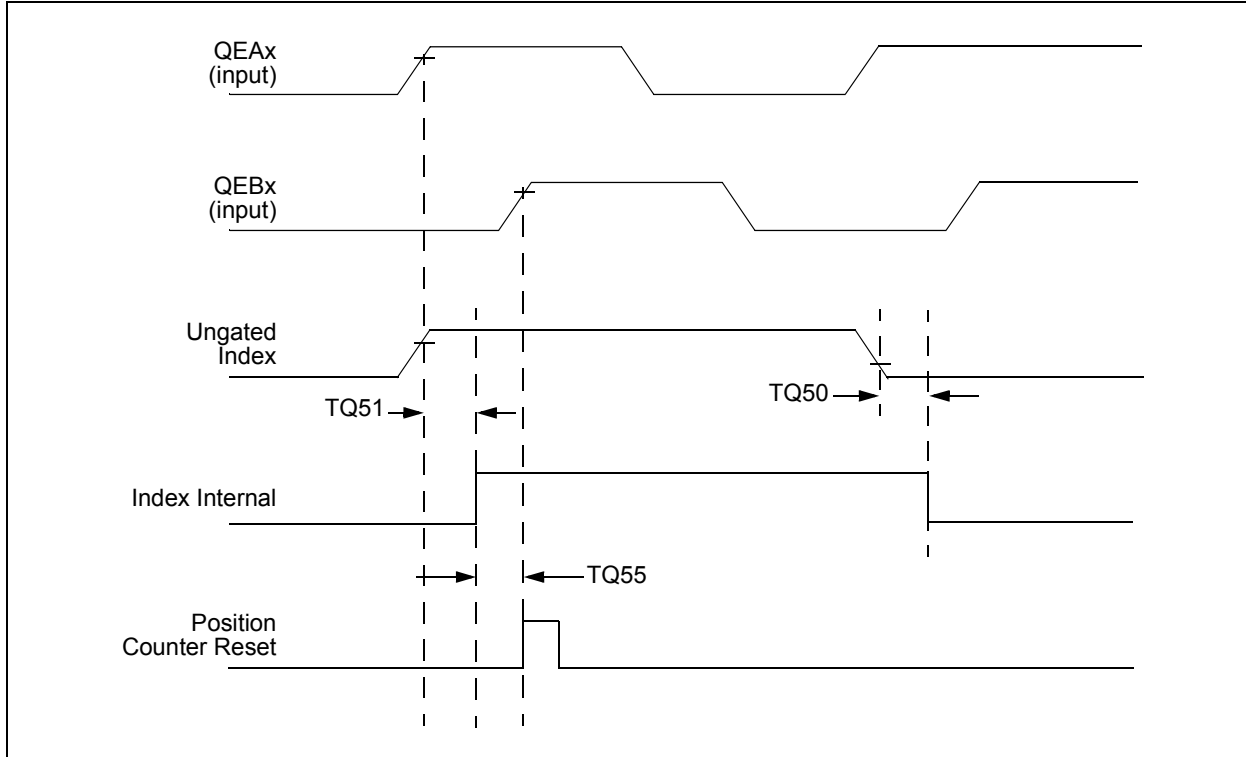 QEAx
(input)
QEBx
(input)
Ungated
Index
TQ51
TQ50
Index Internal
TQ55
Position
Counter Reset